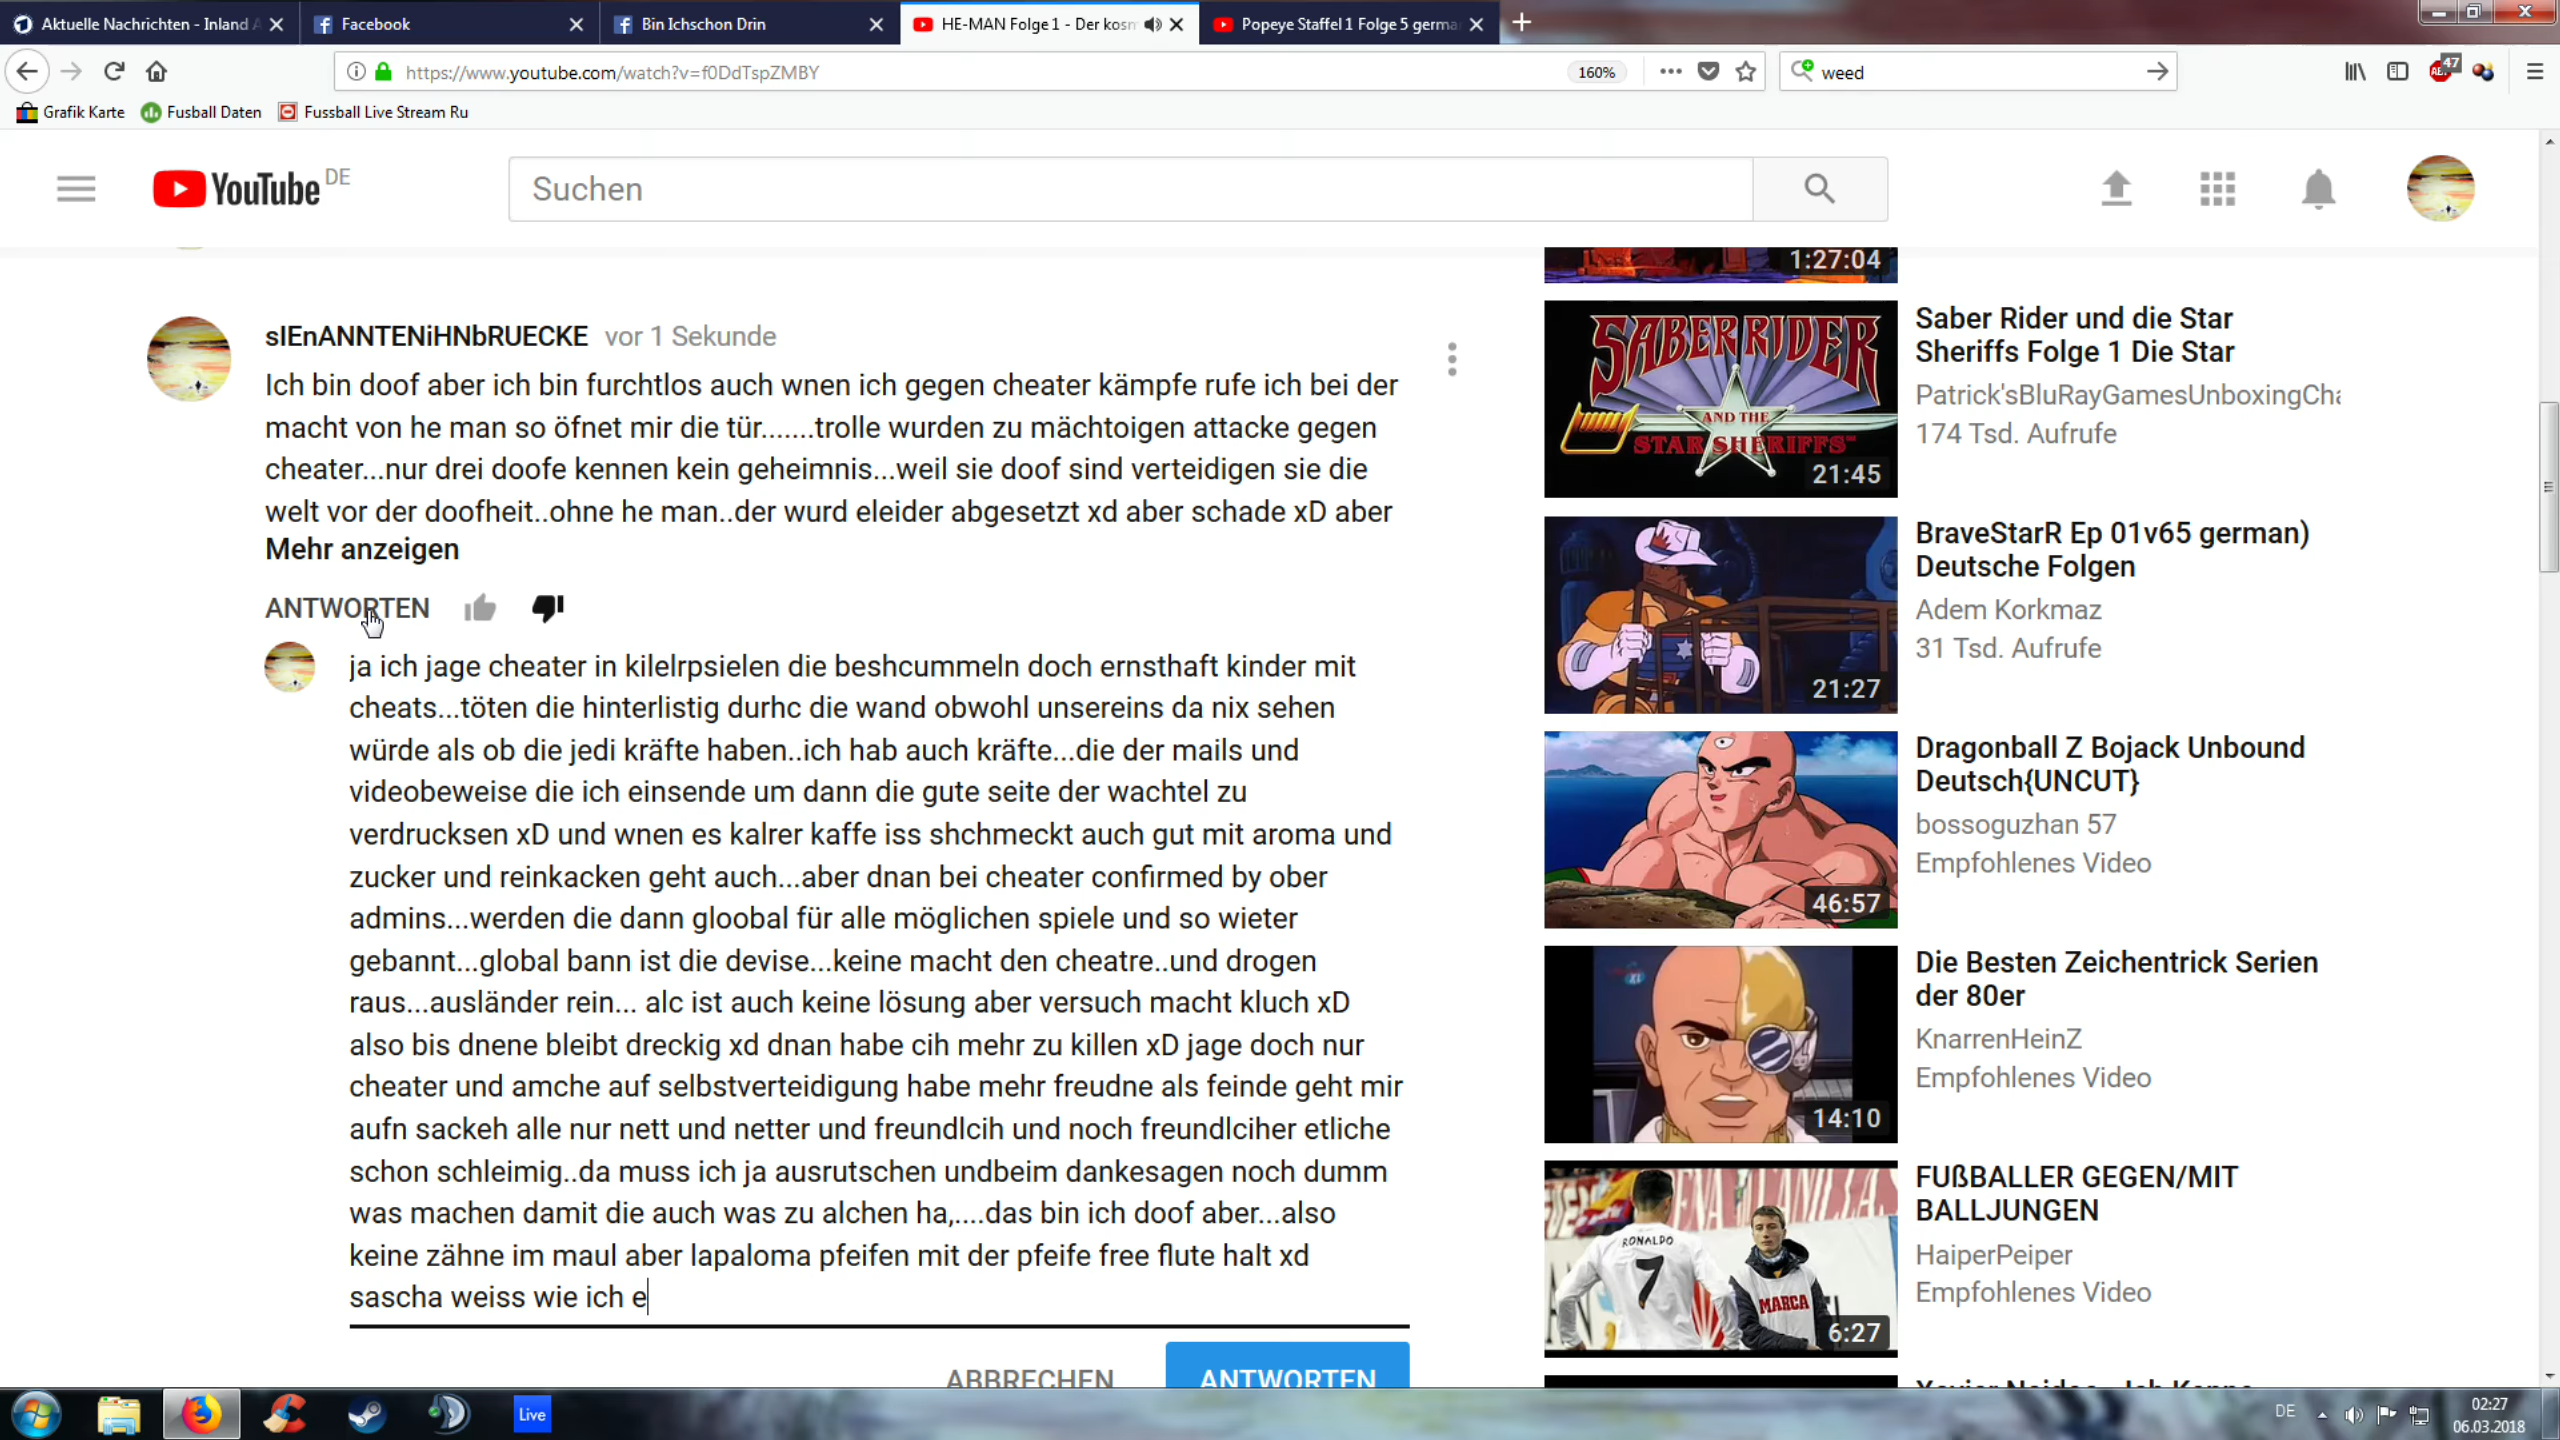 Aktuelle Nachrichten - Inland A
Facebook
Bin Ichschon Drin
HE-MAN Folge 1 - Der kosm
Popeye Staffel 1 Folge 5 germa
https://www.youtube.com/watch?v=f0DdTspZMBY
160%
weed
47
Grafik Karte
Fusball Daten
Fussball Live Stream Ru
YouTube DE
Suchen
1:27:04
sIEnANNTENiHNbRUECKE vor 1 Sekunde
Ich bin doof aber ich bin furchtlos auch wnen ich gegen cheater kämpfe rufe ich bei der
macht von he man so öfnet mir die tür.......trolle wurden zu mächtoigen attacke gegen
cheater...nur drei doofe kennen kein geheimnis...weil sie doof sind verteidigen sie die
welt vor der doofheit..ohne he man..der wurd eleider abgesetzt xd aber schade xD aber
Mehr anzeigen
ANTWORTEN
ja ich jage cheater in kilelrpsielen die beshcummeln doch ernsthaft kinder mit
cheats...töten die hinterlistig durhc die wand obwohl unsereins da nix sehen
würde als ob die jedi kräfte haben..ich hab auch kräfte...die der mails und
videobeweise die ich einsende um dann die gute seite der wachtel zu
verdrucksen xD und wnen es kalrer kaffe iss shchmeckt auch gut mit aroma und
zucker und reinkacken geht auch...aber dnan bei cheater confirmed by ober
admins...werden die dann gloobal für alle möglichen spiele und so wieter
gebannt...global bann ist die devise...keine macht den cheatre..und drogen
raus...ausländer rein... alc ist auch keine lösung aber versuch macht kluch xD
also bis dnene bleibt dreckig xd dnan habe cih mehr zu killen xD jage doch nur
cheater und amche auf selbstverteidigung habe mehr freudne als feinde geht mir
aufn sackeh alle nur nett und netter und freundlcih und noch freundlciher etliche
schon schleimig..da muss ich ja ausrutschen undbeim dankesagen noch dumm
was machen damit die auch was zu alchen ha,....das bin ich doof aber...also
keine zähne im maul aber lapaloma pfeifen mit der pfeife free flute halt xd
sascha weiss wie ich e
ABBRECHEN
ANTWORTEN
SABER RIDER
AND THE
STAR SHERIFFS™
21:45
Saber Rider und die Star
Sheriffs Folge 1 Die Star
Patrick'sBluRayGamesUnboxingCha
174 Tsd. Aufrufe
21:27
BraveStarR Ep 01v65 german)
Deutsche Folgen
Adem Korkmaz
31 Tsd. Aufrufe
46:57
Dragonball Z Bojack Unbound
Deutsch{UNCUT}
bossoguzhan 57
Empfohlenes Video
14:10
Die Besten Zeichentrick Serien
der 80er
KnarrenHeinZ
Empfohlenes Video
RONALDO
7
MARCA
6:27
FUßBALLER GEGEN/MIT
BALLJUNGEN
HaiperPeiper
Empfohlenes Video
Live
DE
02:27
06.03.2018